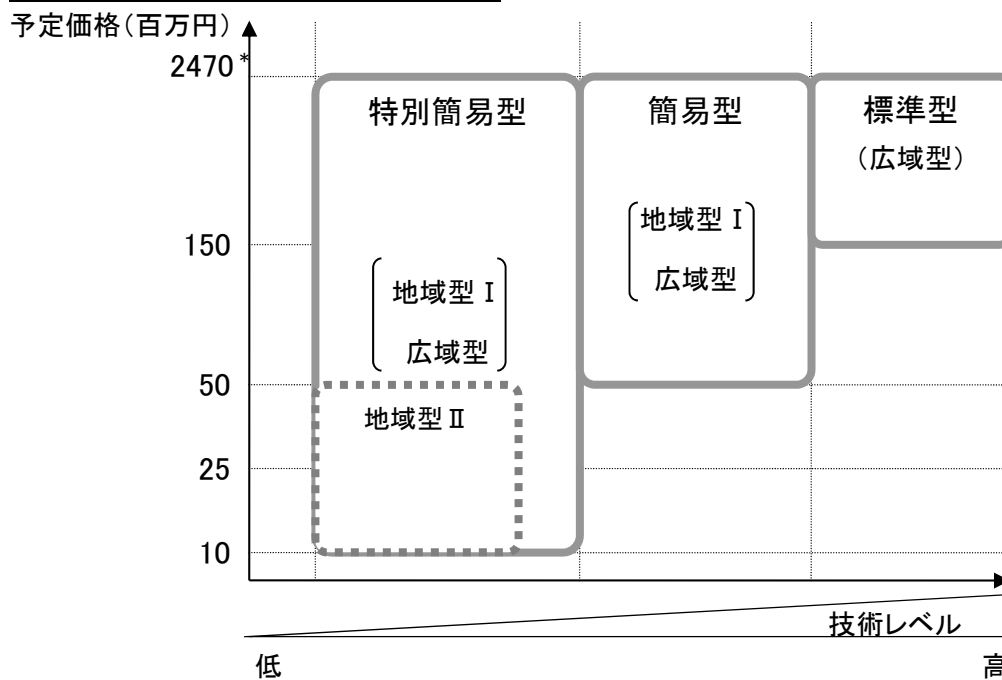 予定価格(百万円)
2470*
特別簡易型
簡易型
標準型
(広域型)
地域型Ⅰ
広域型
150
地域型Ⅰ
広域型
50
地域型Ⅱ
25
10
技術レベル
低
高